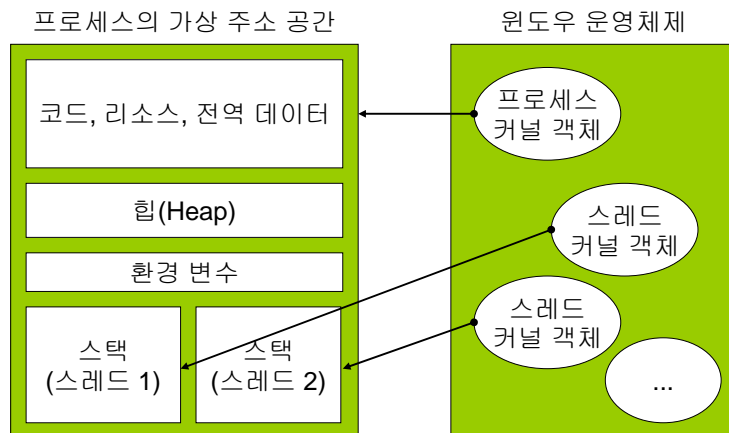 프로세스의 가상 주소 공간
윈도우 운영체제
코드, 리소스, 전역 데이터
힙(Heap)
환경 변수
스택
(스레드 1)
스택
(스레드 2)
프로세스
커널 객체
스레드
커널 객체
스레드
커널 객체
...